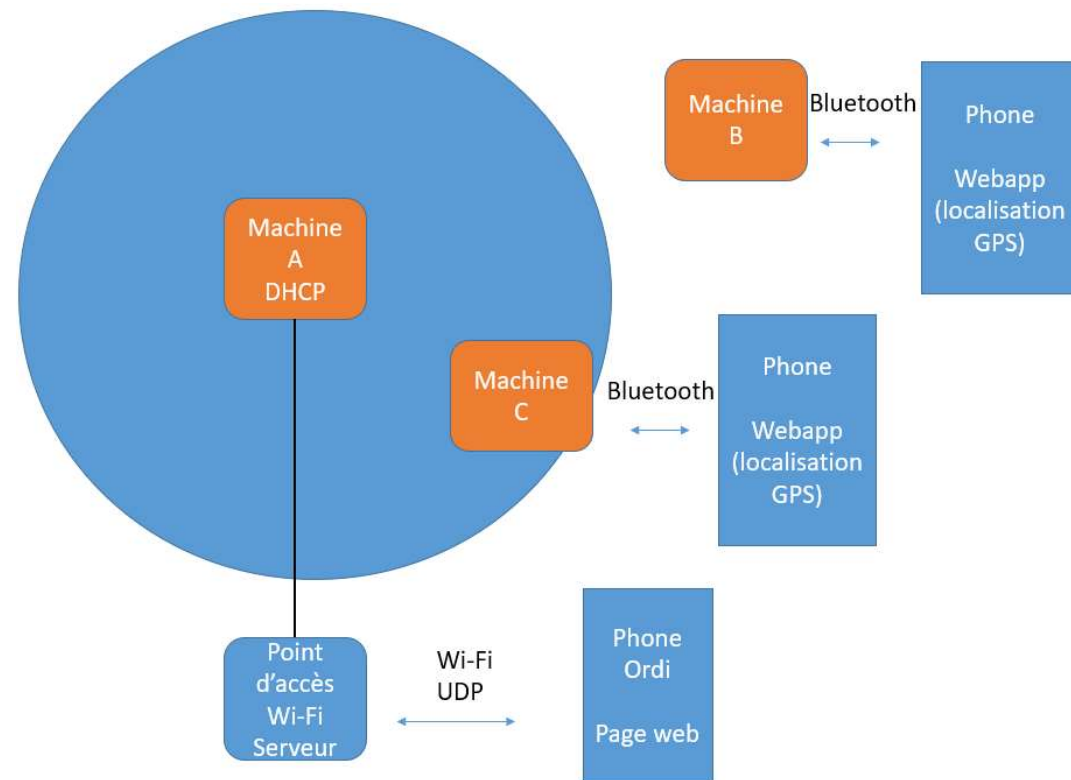 Machine
A
DHCP
Machine
B
Bluetooth
Phone
Webapp
(localisation
GPS)
Machine
C
Bluetooth
Phone
Webapp
(localisation
GPS)
Point
d’accès
Wi-Fi
Serveur
Wi-Fi
UDP
Phone
Ordi
Page web